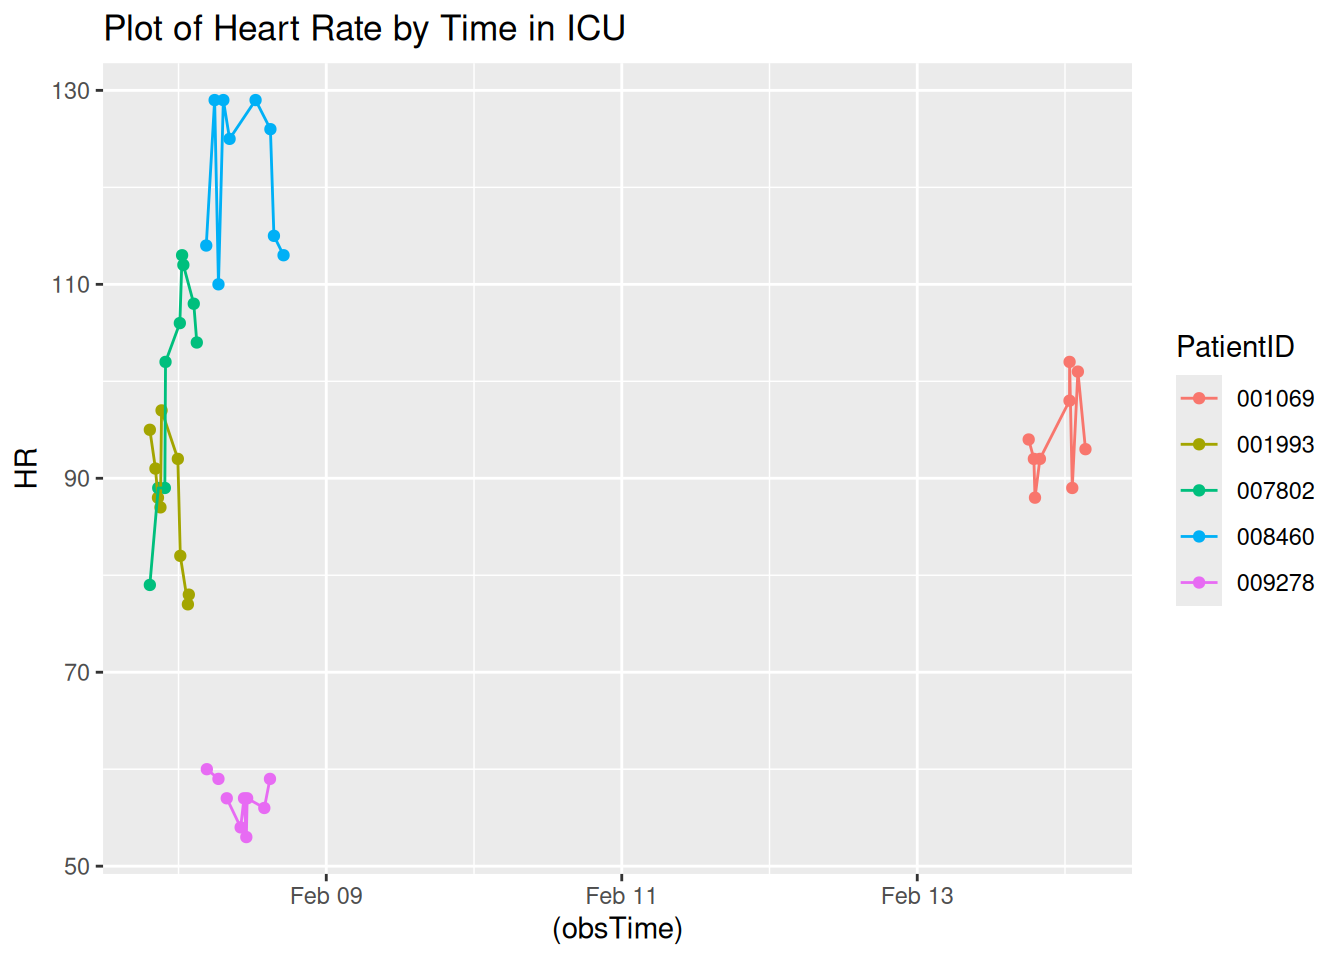 Plot of Heart Rate by Time in ICU
130
110
90
70
50
HR
Feb 09
Feb 11
Feb 13
(obsTime)
PatientID
001069
001993
007802
008460
009278